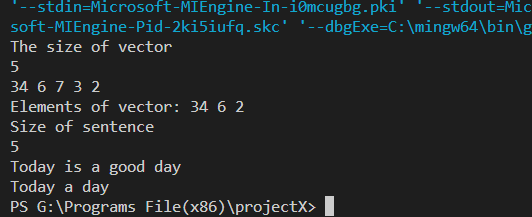 '--stdin=Microsoft-MIEngine-In-i0mcugbg.pki' '--stdout=Mic
soft-MIEngine-Pid-2ki5iufq.skc' '--dbgExe=C:\mingw64\bin\g
The size of vector
5
34 6 7 3 2
Elements of vector: 34 6 2
Size of sentence
5
Today is a good day
Today a day
PS G:\Programs File(x86)\projectX>